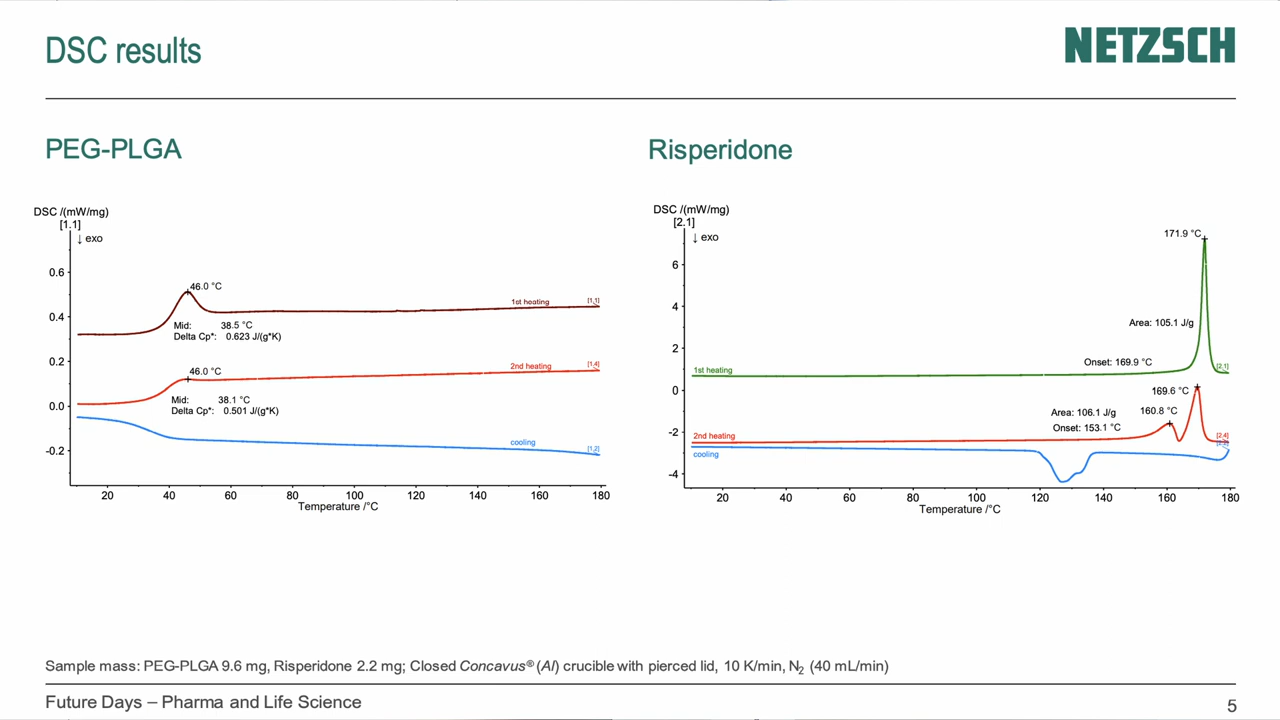 DSC results
NETZSCH
PEG-PLGA
DSC /(mW/mg)
[1.1]
↓ exo
0.6
0.4
0.2
0.0
-0.2
46.0 °C
Mid: 38.5 °C
Delta Cp*: 0.623 J/(g*K)
1st heating
[1,1]
46.0 °C
Mid: 38.1 °C
Delta Cp*: 0.501 J/(g*K)
2nd heating
[1,4]
cooling
[1,2]
20 40 60 80 100 120 140 160 180
Temperature /°C
Risperidone
DSC /(mW/mg)
[2.1]
↓ exo
6
4
2
0
-2
-4
171.9 °C
Area: 105.1 J/g
Onset: 169.9 °C
1st heating
[2,1]
169.6 °C
Area: 106.1 J/g
160.8 °C
Onset: 153.1 °C
2nd heating
[2,4]
cooling
20 40 60 80 100 120 140 160 180
Temperature /°C
Sample mass: PEG-PLGA 9.6 mg, Risperidone 2.2 mg; Closed Concavus® (Al) crucible with pierced lid, 10 K/min, N₂ (40 mL/min)
Future Days – Pharma and Life Science
5